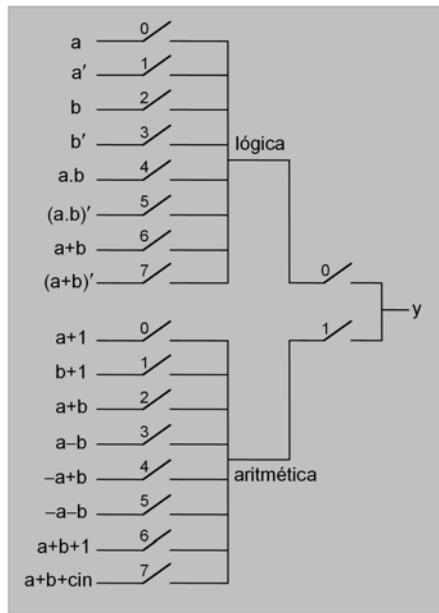 a 0
a′ 1
b 2
b′ 3
a.b 4
(a.b)′ 5
a+b 6
(a+b)′ 7
lógica
0
y
1
a+1 0
b+1 1
a+b 2
a–b 3
–a+b 4
–a–b 5
a+b+1 6
a+b+cin 7
aritmética